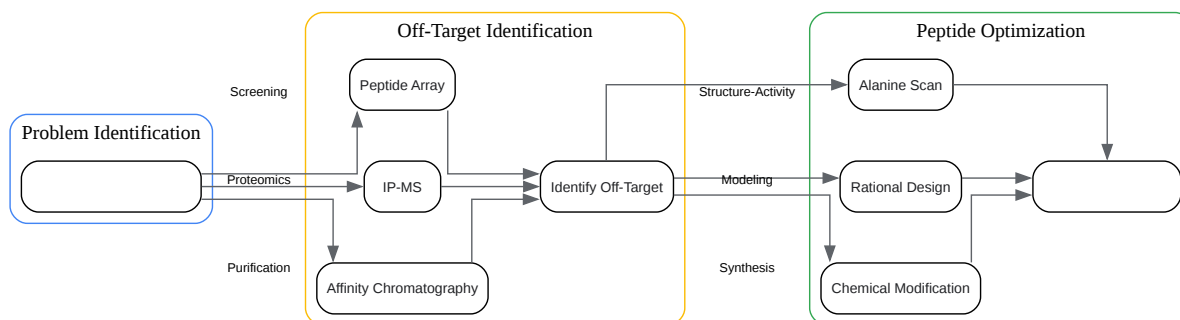 Off-Target Identification
Peptide Optimization
Problem Identification
Screening
Proteomics
Purification
Peptide Array
IP-MS
Affinity Chromatography
Identify Off-Target
Structure-Activity
Modeling
Synthesis
Alanine Scan
Rational Design
Chemical Modification